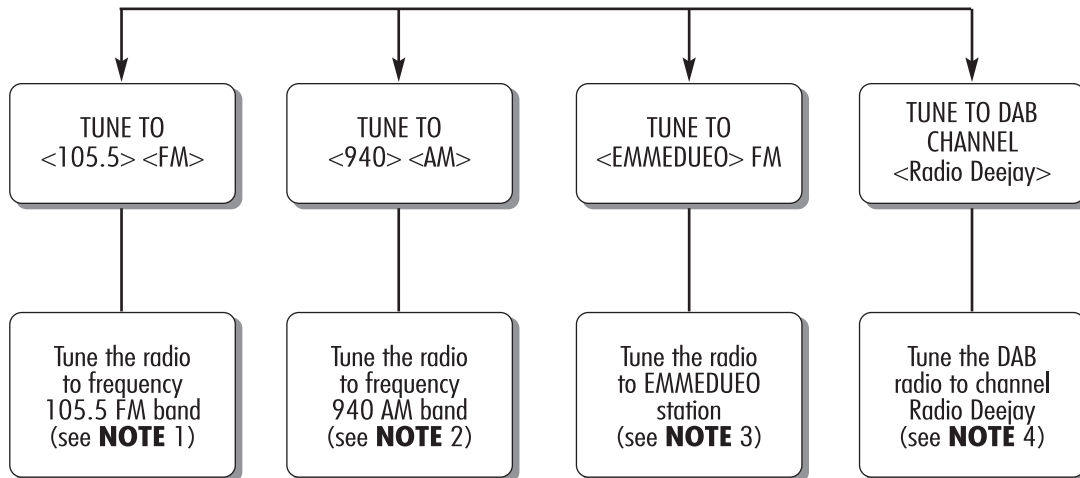 TUNE TO
<105.5> <FM>
TUNE TO
<940> <AM>
TUNE TO
<EMMEDUEO> FM
TUNE TO DAB
CHANNEL
<Radio Deejay>
Tune the radio
to frequency
105.5 FM band
(see NOTE 1)
Tune the radio
to frequency
940 AM band
(see NOTE 2)
Tune the radio
to EMMEDUEO
station
(see NOTE 3)
Tune the DAB
radio to channel
Radio Deejay
(see NOTE 4)